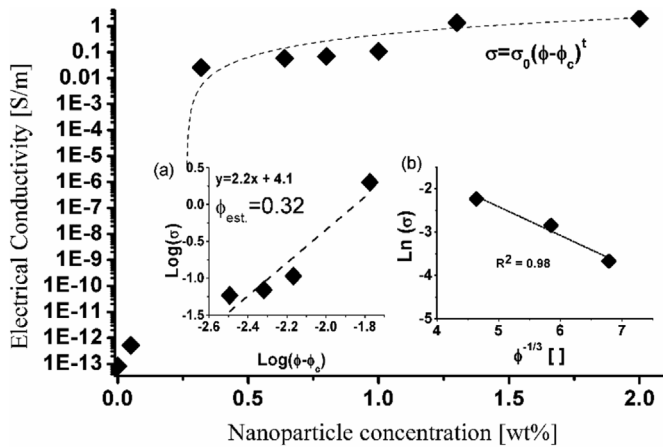 Electrical Conductivity [S/m]
1
0.1
0.01
1E-3
1E-4
1E-5
1E-6
1E-7
1E-8
1E-9
1E-10
1E-11
1E-12
1E-13
σ=σ₀(ϕ-ϕc)ᵗ
(a)
y=2.2x + 4.1
ϕest.=0.32
Log(σ)
0.5
0.0
-0.5
-1.0
-1.5
-2.6 -2.4 -2.2 -2.0 -1.8
Log(ϕ-ϕc)
(b)
Ln (σ)
-2
-3
-4
-5
R² = 0.98
4 5 6 7
ϕ⁻¹/³ [ ]
0.0 0.5 1.0 1.5 2.0
Nanoparticle concentration [wt%]